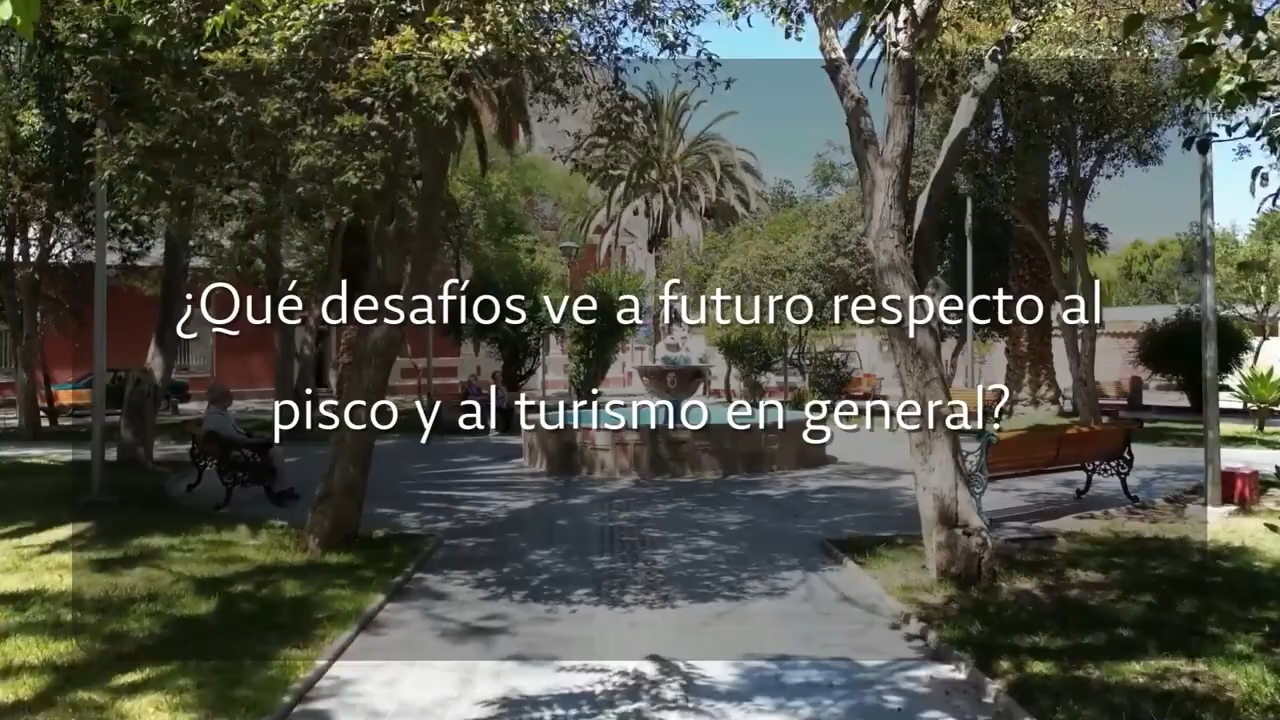 ¿Qué desafíos ve a futuro respecto al
pisco y al turismo en general?